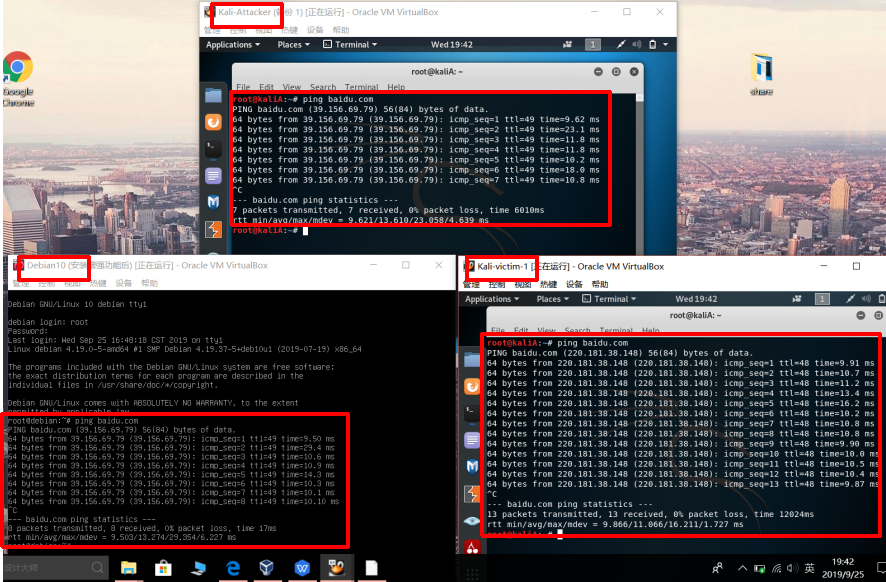 Kali-Attacker (备份 1) [正在运行] - Oracle VM VirtualBox
管理 控制 视图 热键 设备 帮助
Applications Places Terminal Wed 19:42 1
root@kaliA: ~
File Edit View Search Terminal Help
root@kaliA:~# ping baidu.com
PING baidu.com (39.156.69.79) 56(84) bytes of data.
64 bytes from 39.156.69.79 (39.156.69.79): icmp_seq=1 ttl=49 time=9.62 ms
64 bytes from 39.156.69.79 (39.156.69.79): icmp_seq=2 ttl=49 time=23.1 ms
64 bytes from 39.156.69.79 (39.156.69.79): icmp_seq=3 ttl=49 time=11.8 ms
64 bytes from 39.156.69.79 (39.156.69.79): icmp_seq=4 ttl=49 time=11.8 ms
64 bytes from 39.156.69.79 (39.156.69.79): icmp_seq=5 ttl=49 time=10.2 ms
64 bytes from 39.156.69.79 (39.156.69.79): icmp_seq=6 ttl=49 time=18.0 ms
64 bytes from 39.156.69.79 (39.156.69.79): icmp_seq=7 ttl=49 time=10.8 ms
^C
--- baidu.com ping statistics ---
7 packets transmitted, 7 received, 0% packet loss, time 6010ms
rtt min/avg/max/mdev = 9.621/13.610/23.058/4.639 ms
root@kaliA:~#
Google
Chrome
share
Debian10 (安装增强功能后) [正在运行] - Oracle VM VirtualBox
管理 控制 视图 热键 设备 帮助
Debian GNU/Linux 10 debian tty1
debian login: root
Password:
Last login: Wed Sep 25 16:48:18 CST 2019 on tty1
Linux debian 4.19.0-5-amd64 #1 SMP Debian 4.19.37-5+deb10u1 (2019-07-19) x86_64
The programs included with the Debian GNU/Linux system are free software;
the exact distribution terms for each program are described in the
individual files in /usr/share/doc/*/copyright.
Debian GNU/Linux comes with ABSOLUTELY NO WARRANTY, to the extent
permitted by applicable law.
root@debian:~# ping baidu.com
PING baidu.com (39.156.69.79) 56(84) bytes of data.
64 bytes from 39.156.69.79 (39.156.69.79): icmp_seq=1 ttl=49 time=9.50 ms
64 bytes from 39.156.69.79 (39.156.69.79): icmp_seq=2 ttl=49 time=29.4 ms
64 bytes from 39.156.69.79 (39.156.69.79): icmp_seq=3 ttl=49 time=10.6 ms
64 bytes from 39.156.69.79 (39.156.69.79): icmp_seq=4 ttl=49 time=10.9 ms
64 bytes from 39.156.69.79 (39.156.69.79): icmp_seq=5 ttl=49 time=14.3 ms
64 bytes from 39.156.69.79 (39.156.69.79): icmp_seq=6 ttl=49 time=10.3 ms
64 bytes from 39.156.69.79 (39.156.69.79): icmp_seq=7 ttl=49 time=10.1 ms
64 bytes from 39.156.69.79 (39.156.69.79): icmp_seq=8 ttl=49 time=10.10 ms
^C
--- baidu.com ping statistics ---
8 packets transmitted, 8 received, 0% packet loss, time 17ms
rtt min/avg/max/mdev = 9.503/13.274/29.354/6.227 ms
root@debian:~#
Kali-victim-1 [正在运行] - Oracle VM VirtualBox
管理 控制 视图 热键 设备 帮助
Applications Places Terminal Wed 19:42 1
root@kaliA: ~
File Edit View Search Terminal Help
root@kaliA:~# ping baidu.com
PING baidu.com (220.181.38.148) 56(84) bytes of data.
64 bytes from 220.181.38.148 (220.181.38.148): icmp_seq=1 ttl=48 time=9.91 ms
64 bytes from 220.181.38.148 (220.181.38.148): icmp_seq=2 ttl=48 time=10.7 ms
64 bytes from 220.181.38.148 (220.181.38.148): icmp_seq=3 ttl=48 time=11.2 ms
64 bytes from 220.181.38.148 (220.181.38.148): icmp_seq=4 ttl=48 time=13.4 ms
64 bytes from 220.181.38.148 (220.181.38.148): icmp_seq=5 ttl=48 time=16.2 ms
64 bytes from 220.181.38.148 (220.181.38.148): icmp_seq=6 ttl=48 time=10.2 ms
64 bytes from 220.181.38.148 (220.181.38.148): icmp_seq=7 ttl=48 time=10.8 ms
64 bytes from 220.181.38.148 (220.181.38.148): icmp_seq=8 ttl=48 time=10.8 ms
64 bytes from 220.181.38.148 (220.181.38.148): icmp_seq=9 ttl=48 time=9.90 ms
64 bytes from 220.181.38.148 (220.181.38.148): icmp_seq=10 ttl=48 time=10.0 ms
64 bytes from 220.181.38.148 (220.181.38.148): icmp_seq=11 ttl=48 time=10.5 ms
64 bytes from 220.181.38.148 (220.181.38.148): icmp_seq=12 ttl=48 time=10.4 ms
64 bytes from 220.181.38.148 (220.181.38.148): icmp_seq=13 ttl=48 time=9.87 ms
^C
--- baidu.com ping statistics ---
13 packets transmitted, 13 received, 0% packet loss, time 12024ms
rtt min/avg/max/mdev = 9.866/11.066/16.211/1.727 ms
root@kaliA:~#
设计大师
英
19:42
2019/9/25